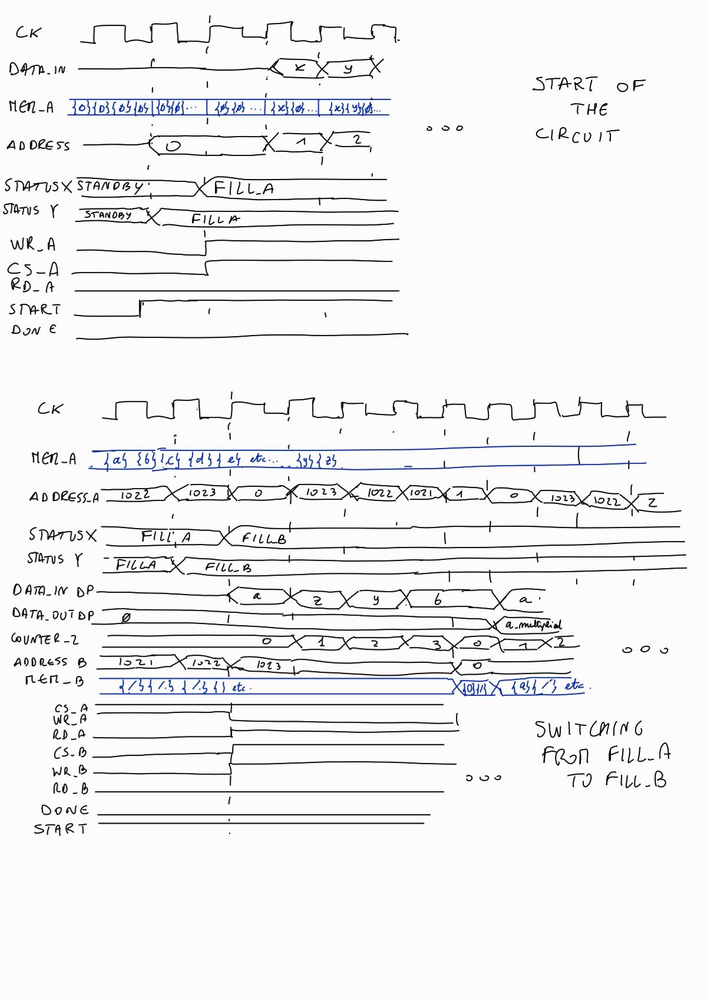 CK
DATA_IN x y
START OF
THE
CIRCUIT
MEM_A {0}{0}{0}{0} {0}{0}... {0}{0}... {x}{0}... {x}{y}{0}...
ADDRESS 0 1 2
STATUS X STANDBY FILL_A
STATUS Y STANDBY FILL A
WR_A
CS_A
RD_A
START
DONE
CK
MEM_A {a} {b} {c} {d} {e} etc... {y} {z}
ADDRESS_A 1022 1023 0 1023 1022 1021 1 0 1023 1022 2
STATUS X FILL_A FILL_B
STATUS Y FILLA FILL_B
DATA_IN DP a z y b a
DATA_OUT DP Ø a_multiplied
COUNTER_2 0 1 2 3 0 1 2
ADDRESS B 1021 1022 1023 0
MEM_B {/}{/}{/}{} etc. {0}{/} {a}{/} etc.
CS_A
WR_A
RD_A
CS_B
WR_B
RD_B
DONE
START
SWITCHING
FROM FILL_A
TO FILL_B